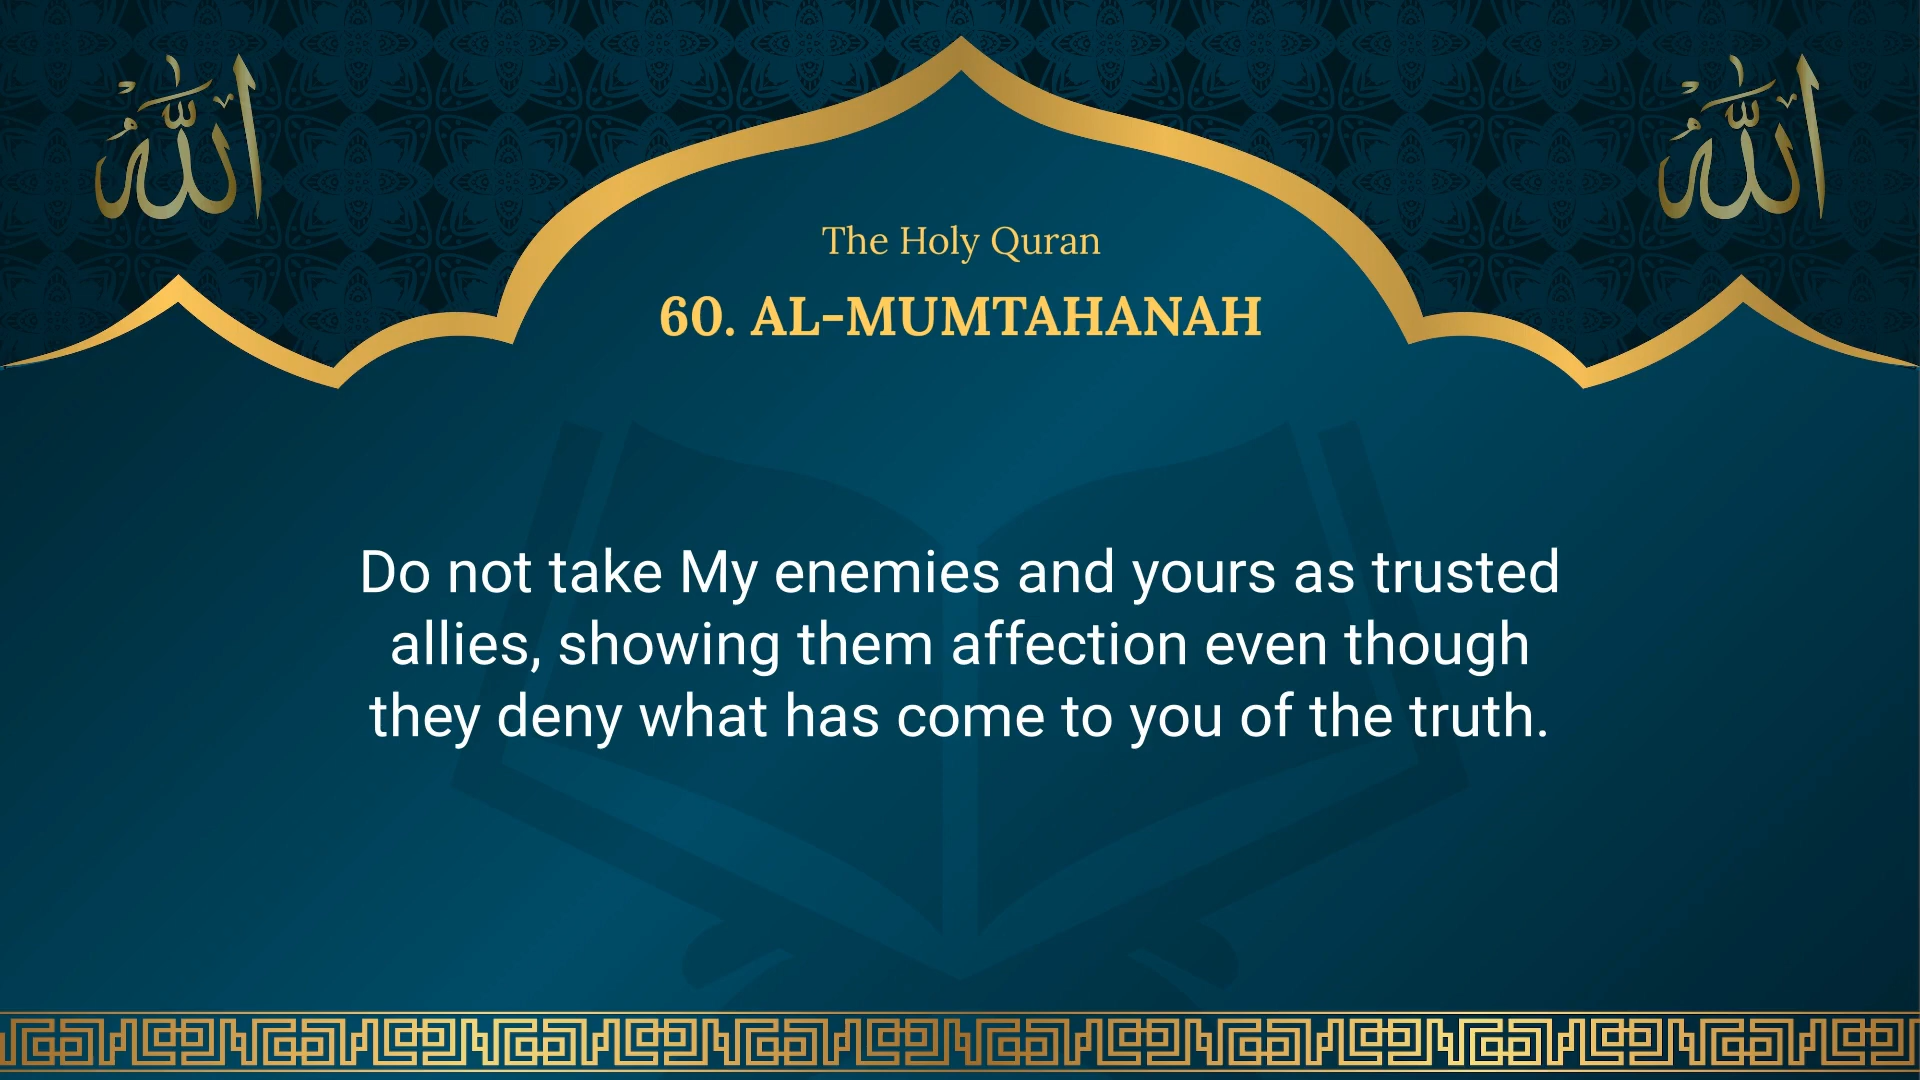 الله
الله
The Holy Quran
60. AL-MUMTAHANAH
Do not take My enemies and yours as trusted
allies, showing them affection even though
they deny what has come to you of the truth.